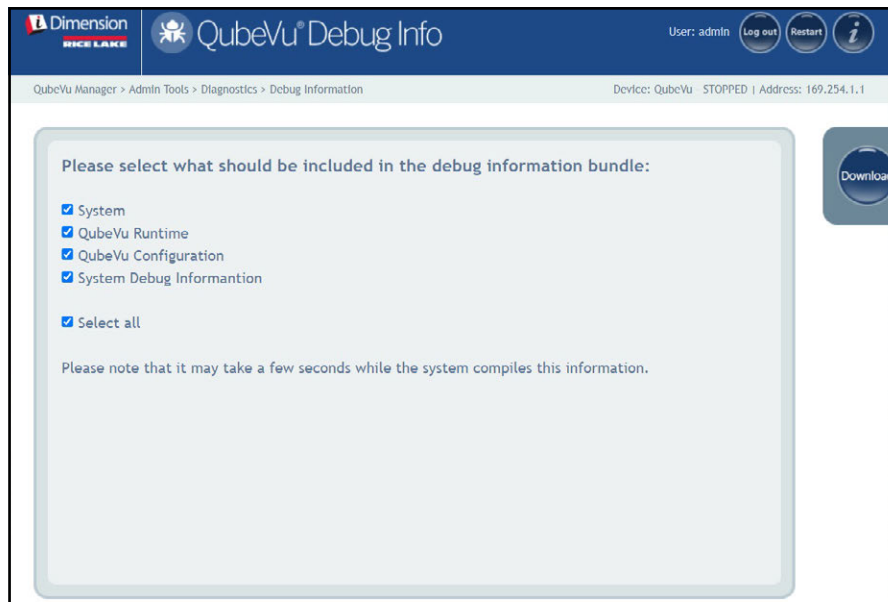 iDimension
RICE LAKE
QubeVu® Debug Info
User: admin
Log out
Restart
i
QubeVu Manager > Admin Tools > Diagnostics > Debug Information
Device: QubeVu - STOPPED | Address: 169.254.1.1
Please select what should be included in the debug information bundle:
System
QubeVu Runtime
QubeVu Configuration
System Debug Informantion
Select all
Please note that it may take a few seconds while the system compiles this information.
Downloa